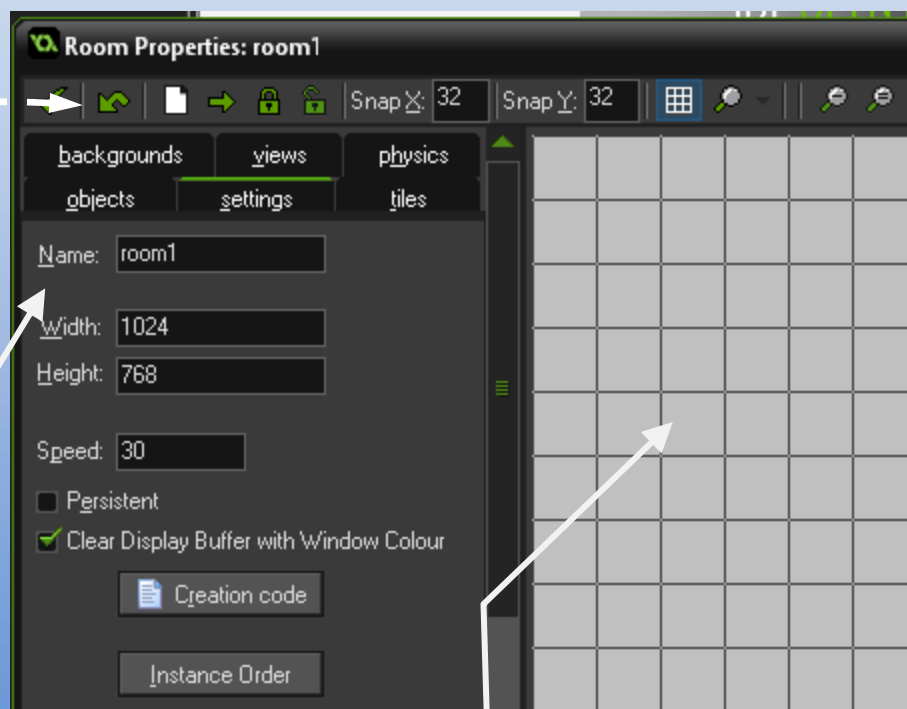 Room Properties: room1
Snap X: 32 Snap Y: 32
backgrounds views physics
objects settings tiles
Name: room1
Width: 1024
Height: 768
Speed: 30
Persistent
Clear Display Buffer with Window Colour
Creation code
Instance Order